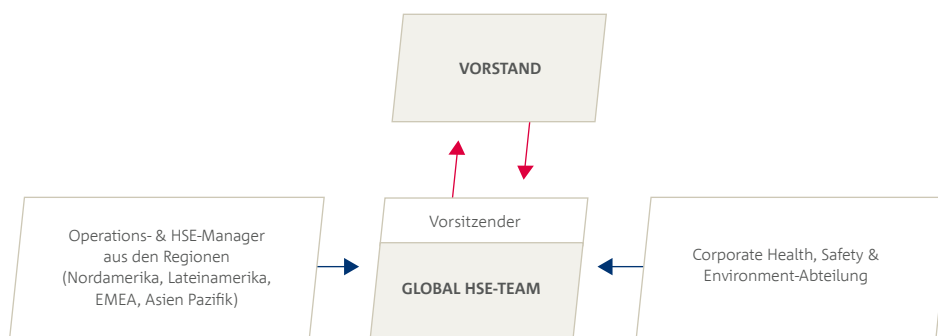 VORSTAND
Vorsitzender
GLOBAL HSE-TEAM
Operations- & HSE-Manager
aus den Regionen
(Nordamerika, Lateinamerika,
EMEA, Asien Pazifik)
Corporate Health, Safety &
Environment-Abteilung